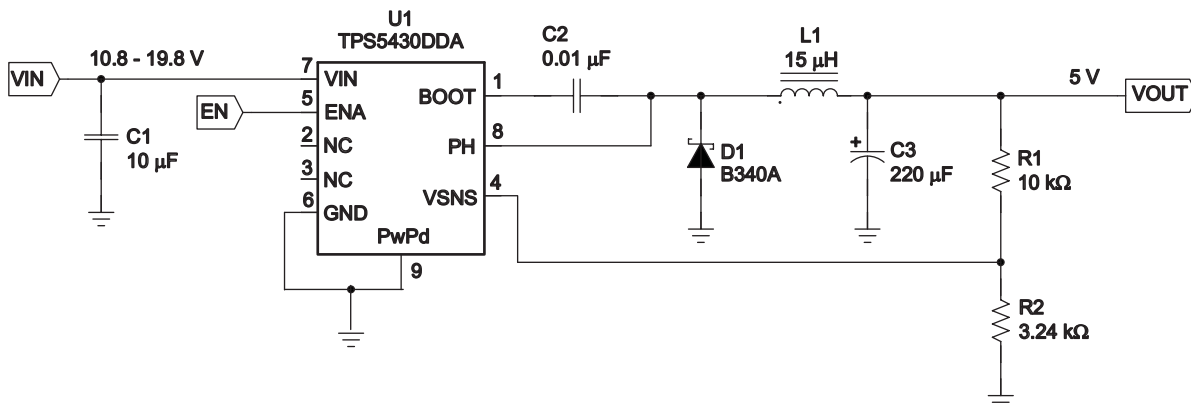 U1
TPS5430DDA
C2
0.01 μF
L1
15 μH
VIN
10.8 - 19.8 V
7
VIN
1
BOOT
5 V
VOUT
EN
5
ENA
C1
10 μF
2
NC
8
PH
3
NC
D1
B340A
+
C3
220 μF
R1
10 kΩ
4
VSNS
6
GND
PwPd
9
R2
3.24 kΩ